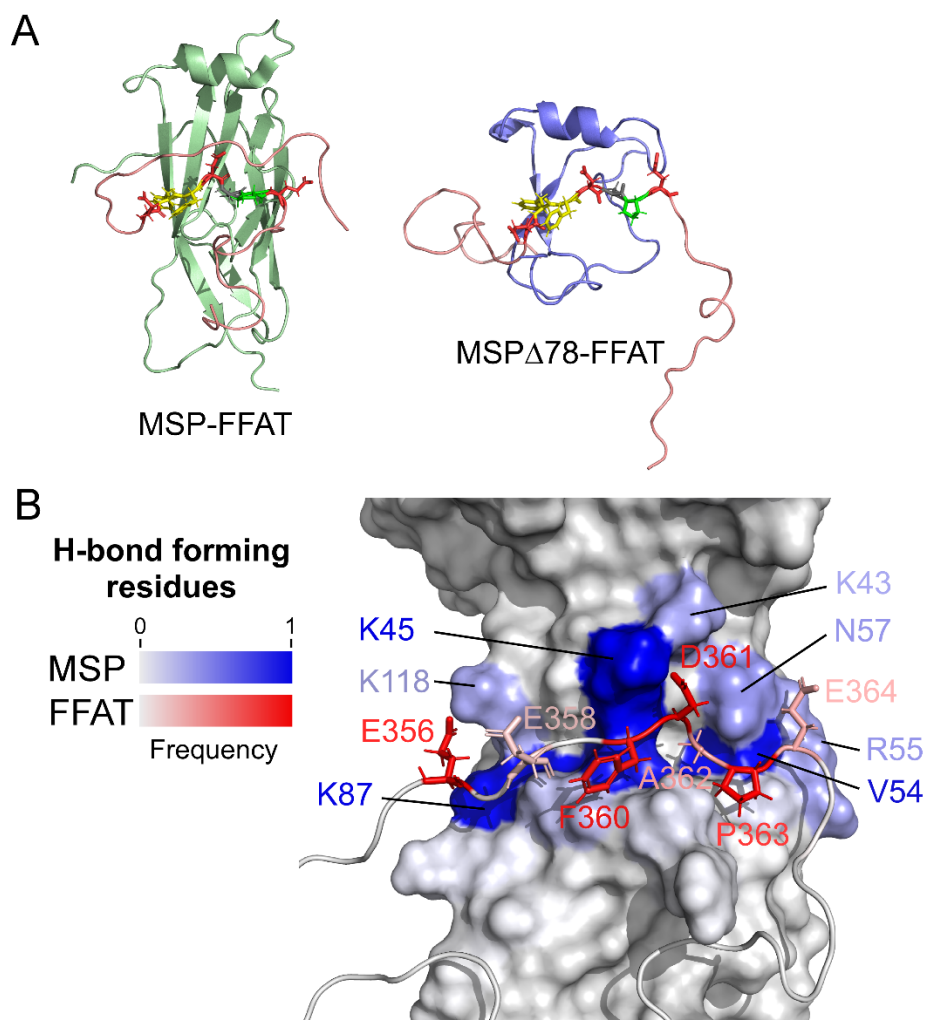 A
MSP-FFAT
MSPΔ78-FFAT
B
H-bond forming
residues
0 1
MSP
FFAT
Frequency
K43
K45
N57
D361
K118
E364
E356
E358
R55
A362
V54
K87
F360
P363